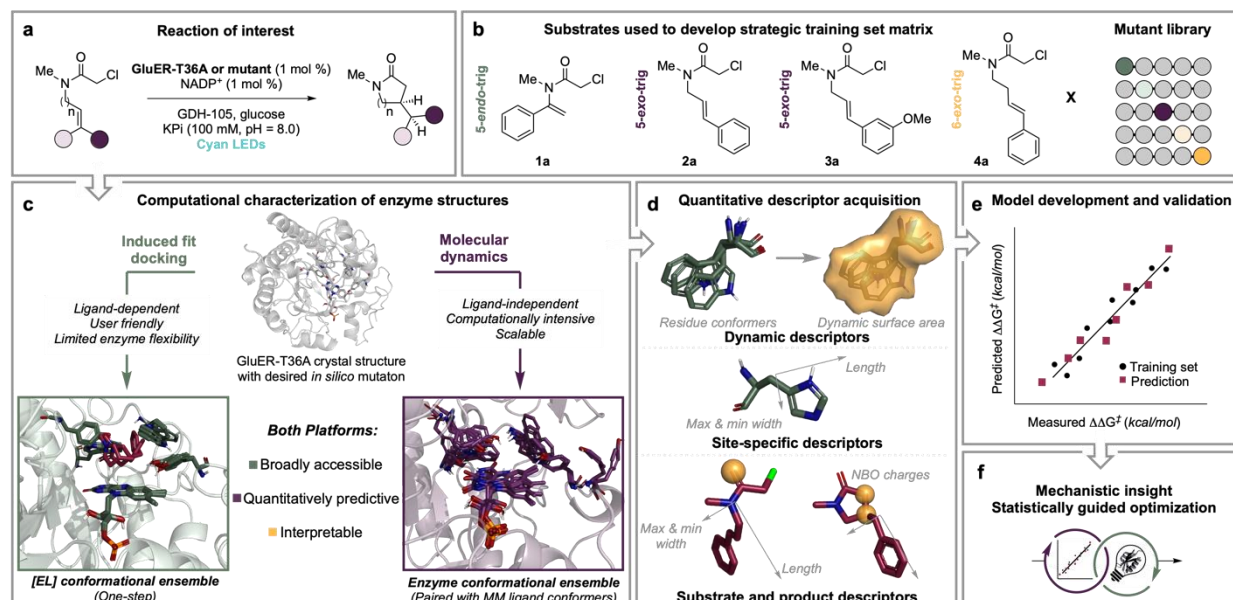 a
Reaction of interest
O
Me
N
Cl
(
)
n
GluER-T36A or mutant (1 mol %)
NADP+ (1 mol %)
GDH-105, glucose
KPi (100 mM, pH = 8.0)
Cyan LEDs
O
Me
N
(
)
n
H
H
b
Substrates used to develop strategic training set matrix
Mutant library
5-endo-trig
O
Me
N
Cl
1a
5-exo-trig
O
Me
N
Cl
2a
5-exo-trig
O
Me
N
Cl
OMe
3a
6-exo-trig
O
Me
N
Cl
4a
X
c
Computational characterization of enzyme structures
Induced fit
docking
Ligand-dependent
User friendly
Limited enzyme flexibility
Molecular
dynamics
Ligand-independent
Computationally intensive
Scalable
GluER-T36A crystal structure
with desired in silico mutaton
Both Platforms:
Broadly accessible
Quantitatively predictive
Interpretable
[EL] conformational ensemble
(One-step)
Enzyme conformational ensemble
(Paired with MM ligand conformers)
d
Quantitative descriptor acquisition
Residue conformers
Dynamic surface area
Dynamic descriptors
Length
Max & min width
Site-specific descriptors
NBO charges
Max & min
width
Length
Substrate and product descriptors
e
Model development and validation
Predicted ΔΔG‡ (kcal/mol)
Training set
Prediction
Measured ΔΔG‡ (kcal/mol)
f
Mechanistic insight
Statistically guided optimization